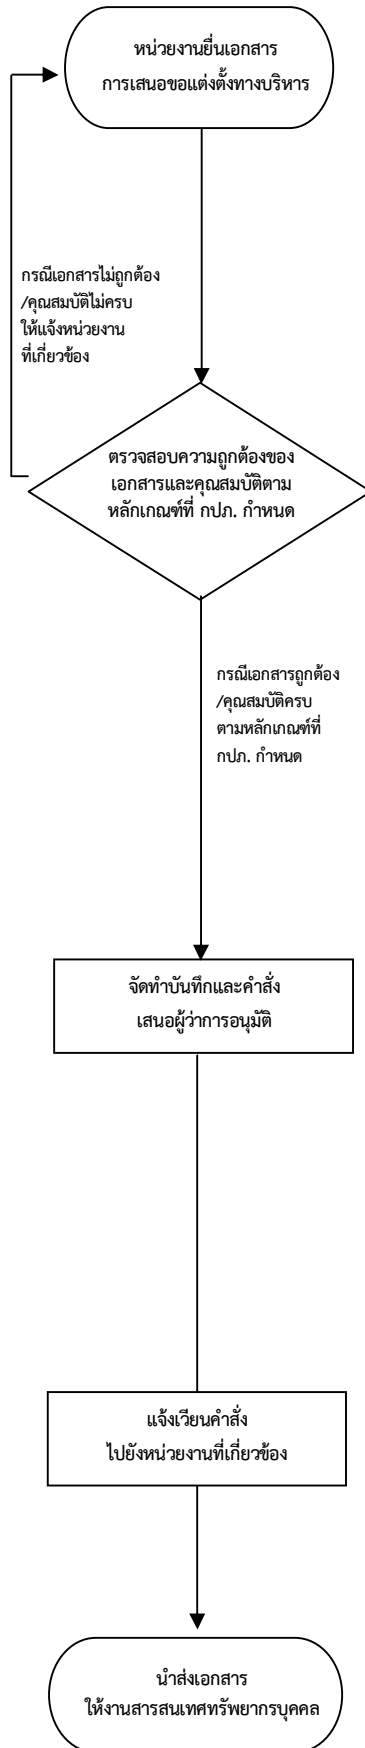 หน่วยงานยื่นเอกสาร
การเสนอขอแต่งตั้งทางบริหาร
กรณีเอกสารไม่ถูกต้อง
/คุณสมบัติไม่ครบ
ให้แจ้งหน่วยงาน
ที่เกี่ยวข้อง
ตรวจสอบความถูกต้องของ
เอกสารและคุณสมบัติตาม
หลักเกณฑ์ที่ กปภ. กำหนด
กรณีเอกสารถูกต้อง
/คุณสมบัติครบ
ตามหลักเกณฑ์ที่
กปภ. กำหนด
จัดทำบันทึกและคำสั่ง
เสนอผู้ว่าการอนุมัติ
แจ้งเวียนคำสั่ง
ไปยังหน่วยงานที่เกี่ยวข้อง
นำส่งเอกสาร
ให้งานสารสนเทศทรัพยากรบุคคล